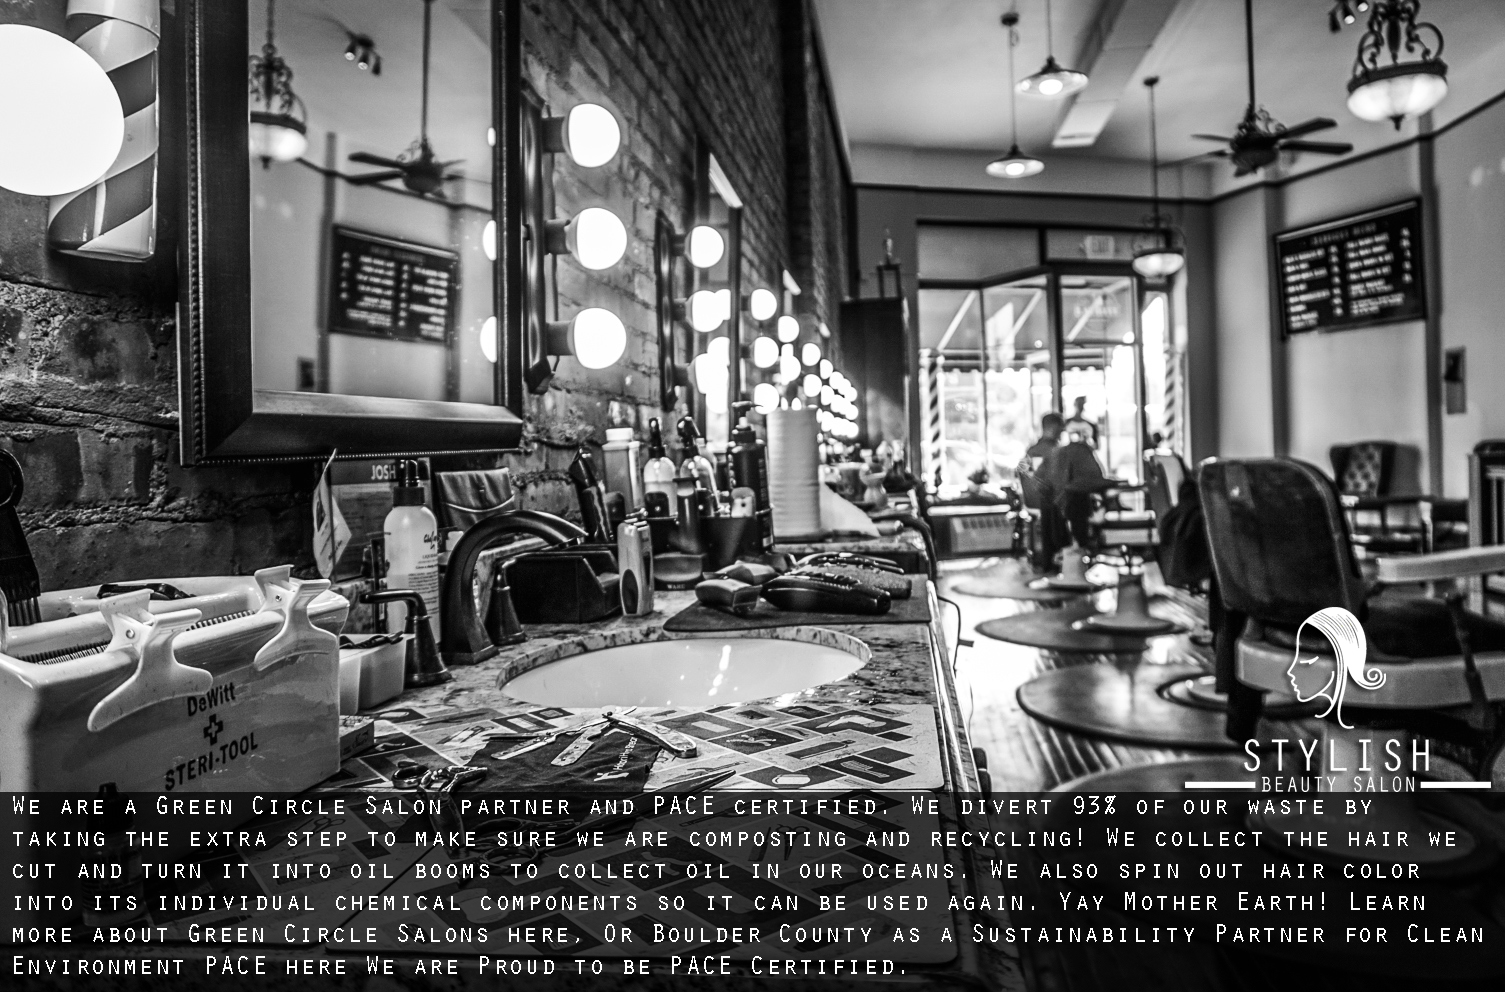 JOSH
DeWitt
STERI-TOOL
WAHL
EXIT
STYLISH
BEAUTY SALON
We are a Green Circle Salon partner and PACE certified. We divert 93% of our waste by
taking the extra step to make sure we are composting and recycling! We collect the hair we
cut and turn it into oil booms to collect oil in our oceans. We also spin out hair color
into its individual chemical components so it can be used again. Yay Mother Earth! Learn
more about Green Circle Salons here, Or Boulder County as a Sustainability Partner for Clean
Environment PACE here We are Proud to be PACE Certified.